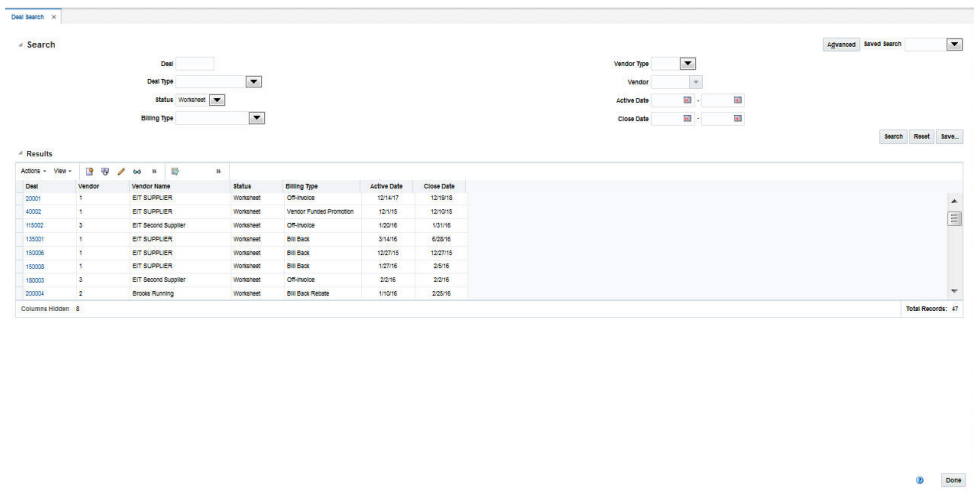 Deal Search ×
Search
Advanced Saved Search
Deal
Vendor Type
Deal Type
Vendor
Status Worksheet
Active Date -
Billing Type
Close Date -
Search Reset Save...
Results
Actions View » »
Deal Vendor Vendor Name Status Billing Type Active Date Close Date
20001 1 EIT SUPPLIER Worksheet Off-Invoice 12/14/17 12/19/18
40002 1 EIT SUPPLIER Worksheet Vendor Funded Promotion 12/1/15 12/10/15
115002 3 EIT Second Supplier Worksheet Off-Invoice 1/20/16 1/31/16
135001 1 EIT SUPPLIER Worksheet Bill Back 3/14/16 6/28/16
150006 1 EIT SUPPLIER Worksheet Bill Back 12/27/15 12/27/15
150008 1 EIT SUPPLIER Worksheet Bill Back 1/27/16 2/5/16
180003 3 EIT Second Supplier Worksheet Off-Invoice 2/2/16 2/2/16
200004 2 Brooks Running Worksheet Bill Back Rebate 1/10/16 2/25/16
Columns Hidden 8
Total Records: 47
Done